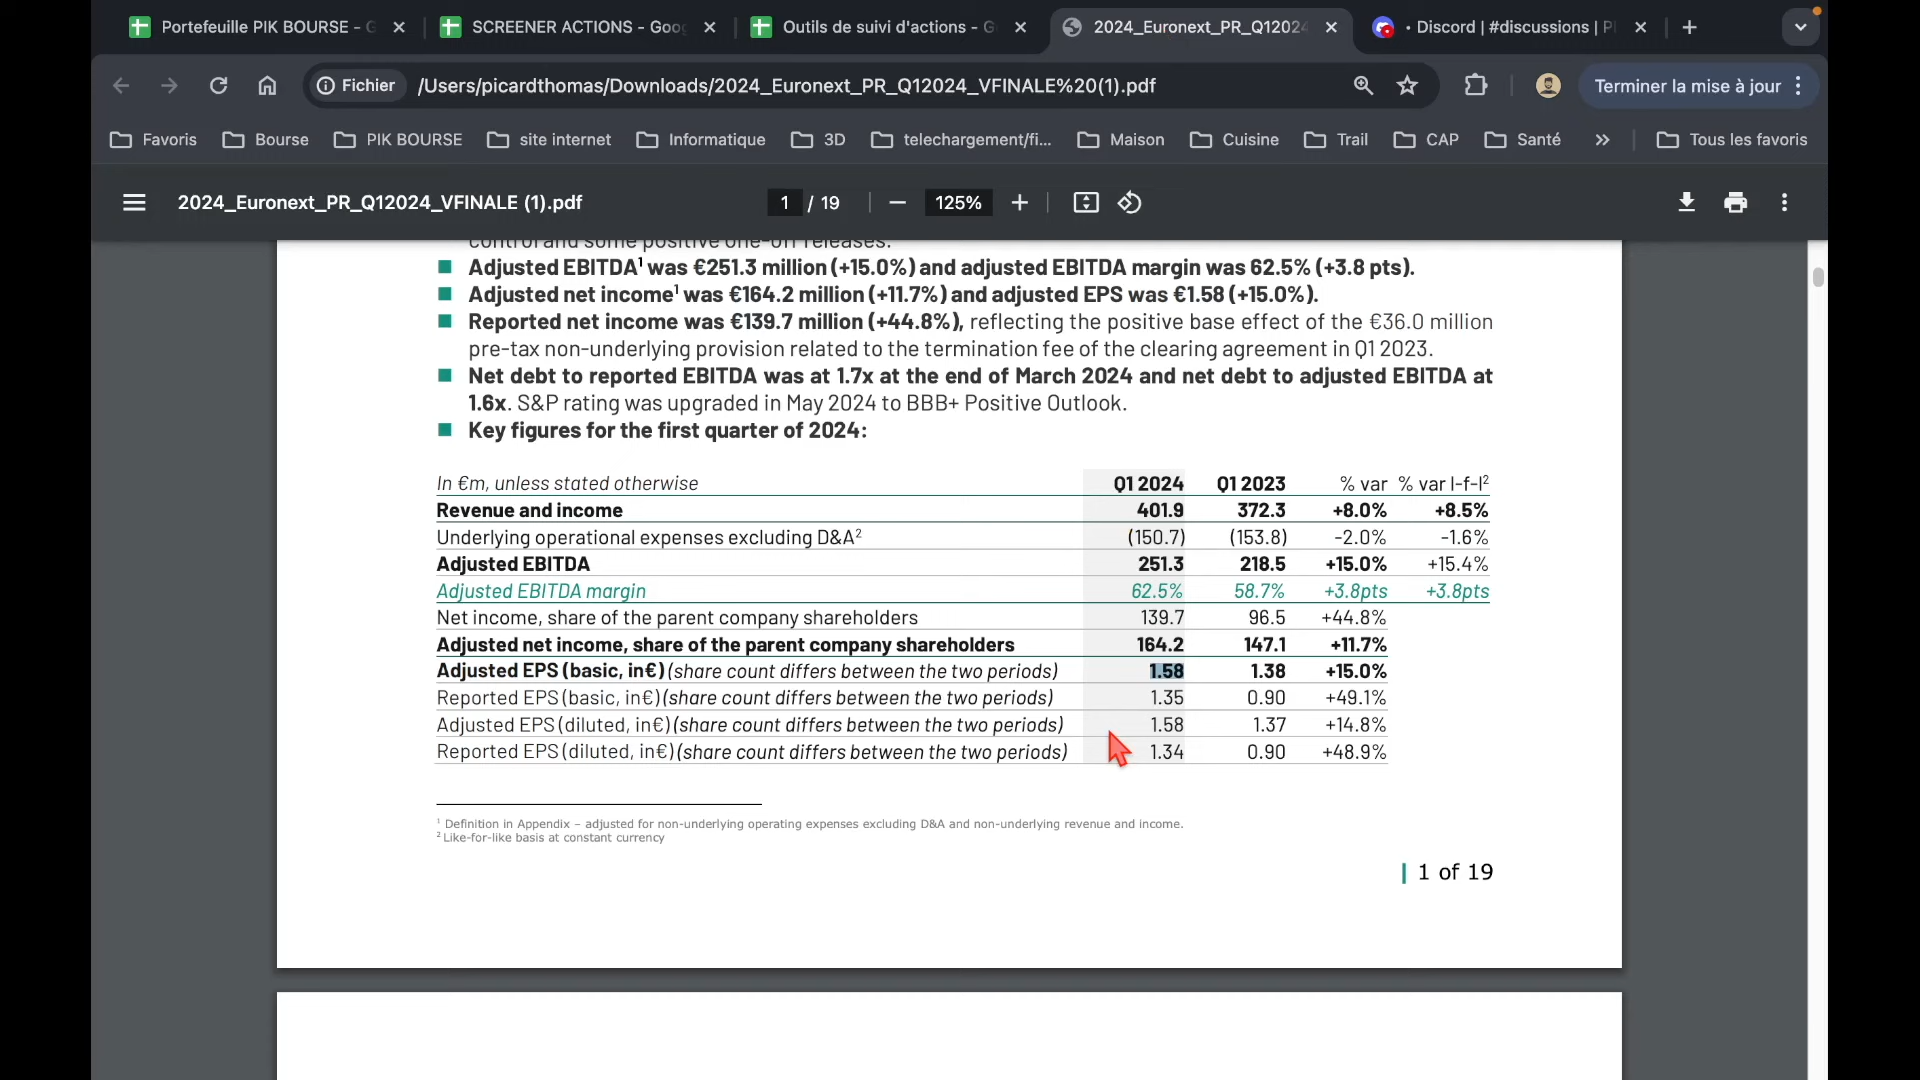 Portefeuille PIK BOURSE - G
SCREENER ACTIONS - Goog
Outils de suivi d'actions - G
2024_Euronext_PR_Q12024
• Discord | #discussions | P
Fichier
/Users/picardthomas/Downloads/2024_Euronext_PR_Q12024_VFINALE%20(1).pdf
Terminer la mise à jour
Favoris
Bourse
PIK BOURSE
site internet
Informatique
3D
telechargement/fi...
Maison
Cuisine
Trail
CAP
Santé
»
Tous les favoris
2024_Euronext_PR_Q12024_VFINALE (1).pdf
1 / 19
125%
control and some positive one-off releases.
Adjusted EBITDA¹ was €251.3 million (+15.0%) and adjusted EBITDA margin was 62.5% (+3.8 pts).
Adjusted net income¹ was €164.2 million (+11.7%) and adjusted EPS was €1.58 (+15.0%).
Reported net income was €139.7 million (+44.8%), reflecting the positive base effect of the €36.0 million
pre-tax non-underlying provision related to the termination fee of the clearing agreement in Q1 2023.
Net debt to reported EBITDA was at 1.7x at the end of March 2024 and net debt to adjusted EBITDA at
1.6x. S&P rating was upgraded in May 2024 to BBB+ Positive Outlook.
Key figures for the first quarter of 2024:
In €m, unless stated otherwise Q1 2024 Q1 2023 % var % var l-f-l²
Revenue and income 401.9 372.3 +8.0% +8.5%
Underlying operational expenses excluding D&A² (150.7) (153.8) -2.0% -1.6%
Adjusted EBITDA 251.3 218.5 +15.0% +15.4%
Adjusted EBITDA margin 62.5% 58.7% +3.8pts +3.8pts
Net income, share of the parent company shareholders 139.7 96.5 +44.8%
Adjusted net income, share of the parent company shareholders 164.2 147.1 +11.7%
Adjusted EPS (basic, in€) (share count differs between the two periods) 1.58 1.38 +15.0%
Reported EPS (basic, in€) (share count differs between the two periods) 1.35 0.90 +49.1%
Adjusted EPS (diluted, in€) (share count differs between the two periods) 1.58 1.37 +14.8%
Reported EPS (diluted, in€) (share count differs between the two periods) 1.34 0.90 +48.9%
¹ Definition in Appendix – adjusted for non-underlying operating expenses excluding D&A and non-underlying revenue and income.
² Like-for-like basis at constant currency
| 1 of 19